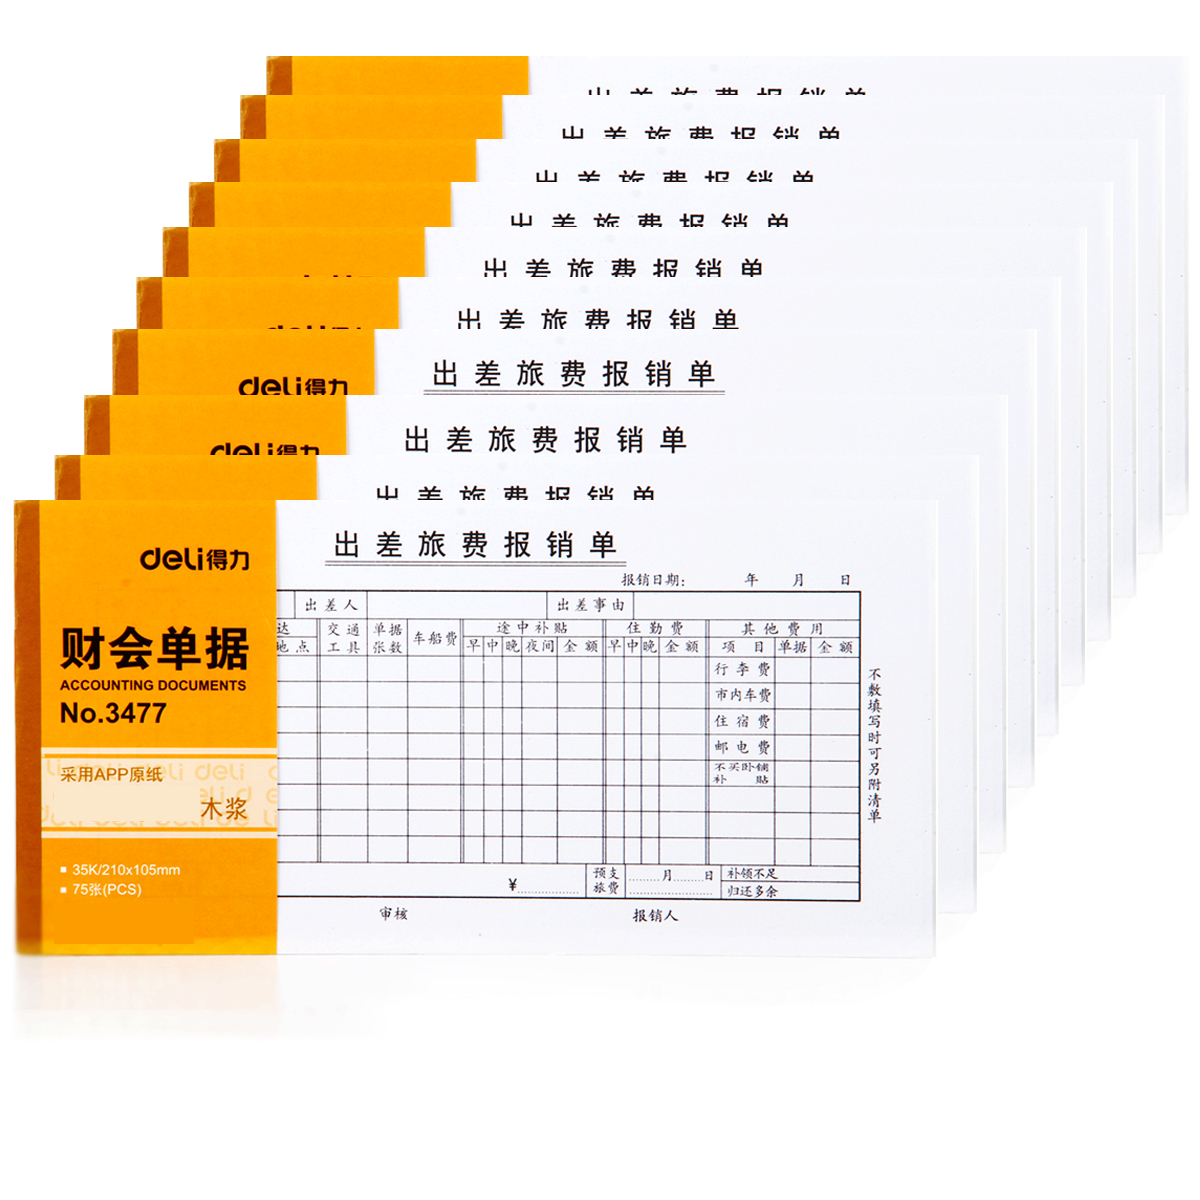 出差旅费报销单
出差旅费报销单
出差旅费报销单
出差旅费报销单
出差旅费报销单
出差旅费报销单
deli得力
出差旅费报销单
deli得力
出差旅费报销单
出差旅费报销单
deli得力
财会单据
ACCOUNTING DOCUMENTS
No.3477
采用APP原纸
木浆
35K/210x105mm
75张(PCS)
出差旅费报销单
报销日期： 年 月 日
出差人 出差事由
达 交通 单据 车船费 途中补贴 住勤费 其他费用
地点 工具 张数 早 中 晚 夜间 金额 早 中 晚 金额 项目 单据 金额
行李费
市内车费
住宿费
邮电费
不买卧铺
补贴
¥ 预支 月 日 补领不足
旅费 归还多余
审核 报销人
不敷填写时可另附清单